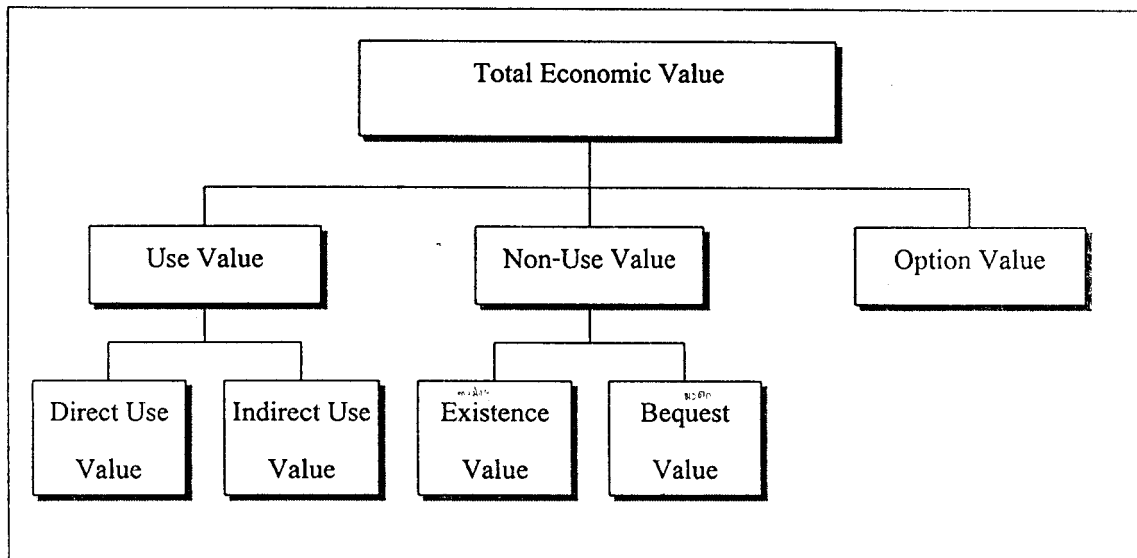 Total Economic Value
Use Value
Non-Use Value
Option Value
Direct Use
Value
Indirect Use
Value
Existence
Value
Bequest
Value